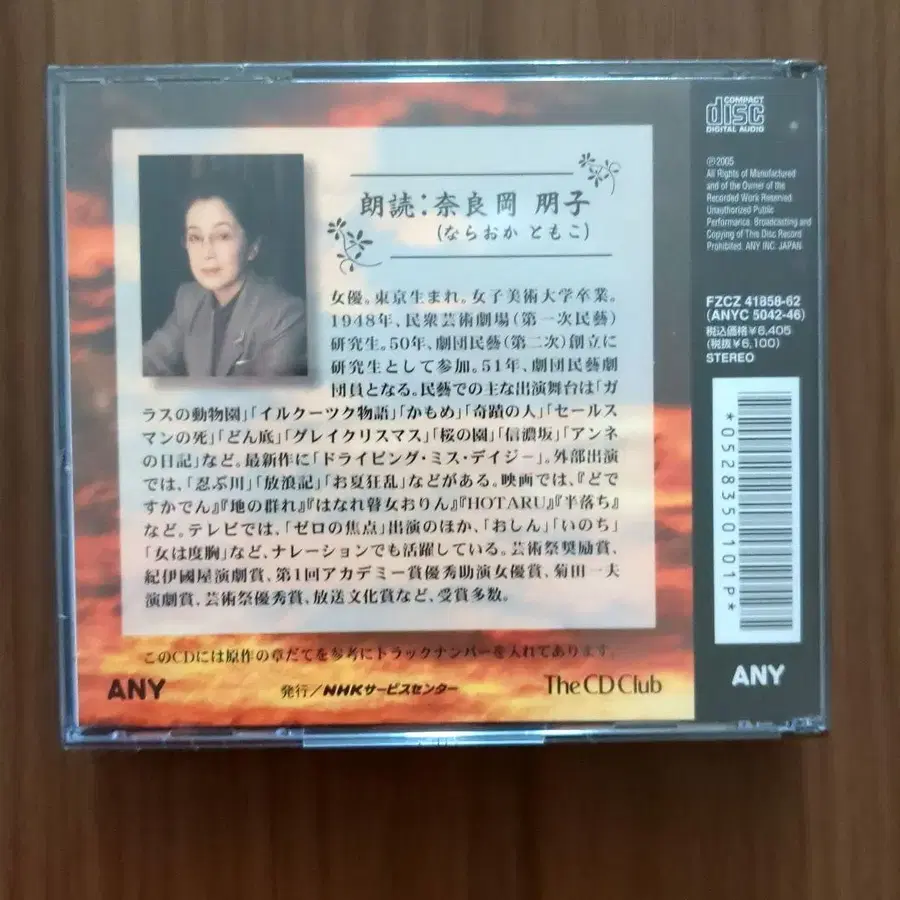 朗読:奈良岡 朋子
(ならおか ともこ)
女優。東京生まれ。女子美術大学卒業。
1948年、民衆芸術劇場(第一次民藝)
研究生。50年、劇団民藝(第二次)創立に
研究生として参加。51年、劇団民藝劇
団員となる。民藝での主な出演舞台は「ガ
ラスの動物園」「イルクーツク物語」「かもめ」「奇蹟の人」「セールス
マンの死」「どん底」「グレイクリスマス」「桜の園」「信濃坂」「アンネ
の日記」など。最新作に「ドライビング・ミス・デイジー」。外部出演
では、「忍ぶ川」「放浪記」「お夏狂乱」などがある。映画では、『どで
すかでん』『地の群れ』『はなれ瞽女おりん』『HOTARU』『半落ち』
など。テレビでは、「ゼロの焦点」出演のほか、「おしん」「いのち」
「女は度胸」など、ナレーションでも活躍している。芸術祭奨励賞、
紀伊國屋演劇賞、第1回アカデミー賞優秀助演女優賞、菊田一夫
演劇賞、芸術祭優秀賞、放送文化賞など、受賞多数。
このCDには原作の章だてを参考にトラックナンバーを入れてあります。
ANY
発行/NHKサービスセンター
The CD Club
COMPACT
disc
DIGITAL AUDIO
℗2005
All Rights of Manufactured
and of the Owner of the
Recorded Work Reserved.
Unauthorized Public
Performance, Broadcasting and
Copying of This Disc Record
Prohibited. ANY INC. JAPAN
FZCZ 41858-62
(ANYC 5042-46)
税込価格¥6,405
(税抜¥6,100)
STEREO
*0528350101P*
ANY